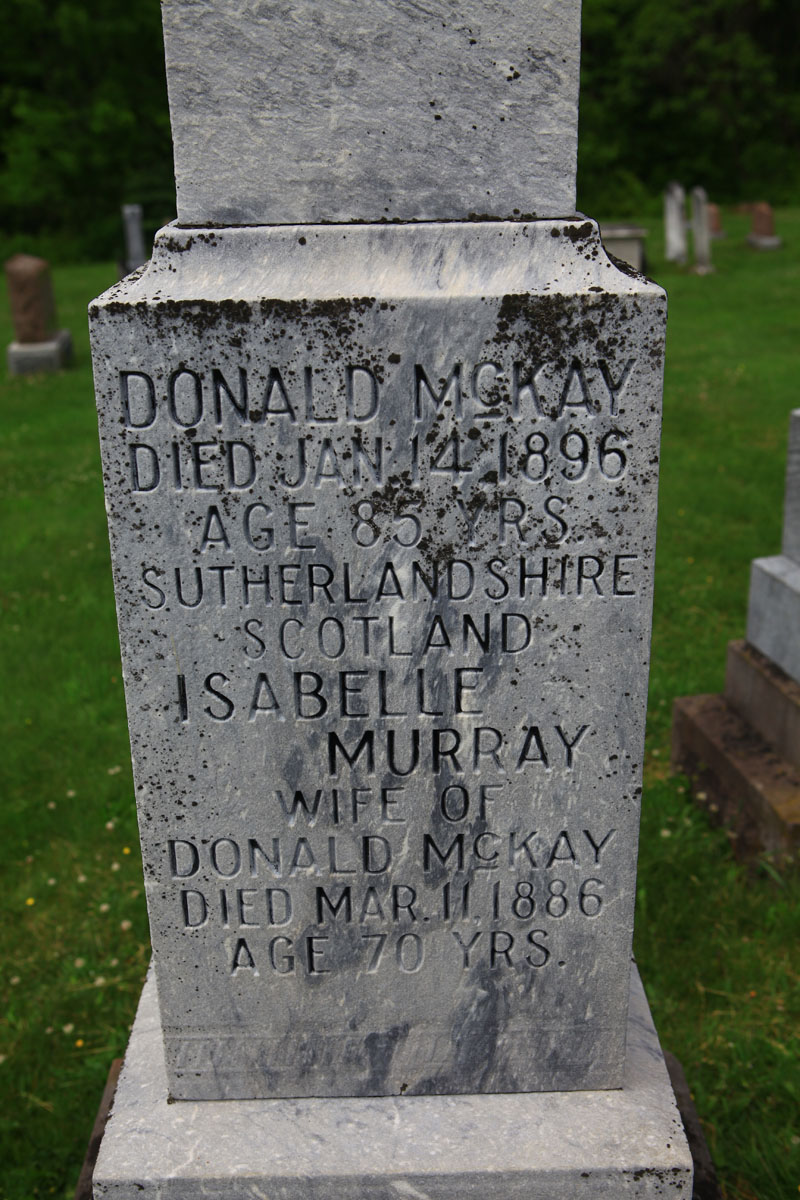 DONALD McKAY
DIED JAN. 14, 1896
AGE 85 YRS.
SUTHERLANDSHIRE
SCOTLAND
ISABELLE
MURRAY
WIFE OF
DONALD McKAY
DIED MAR. 11, 1886
AGE 70 YRS.